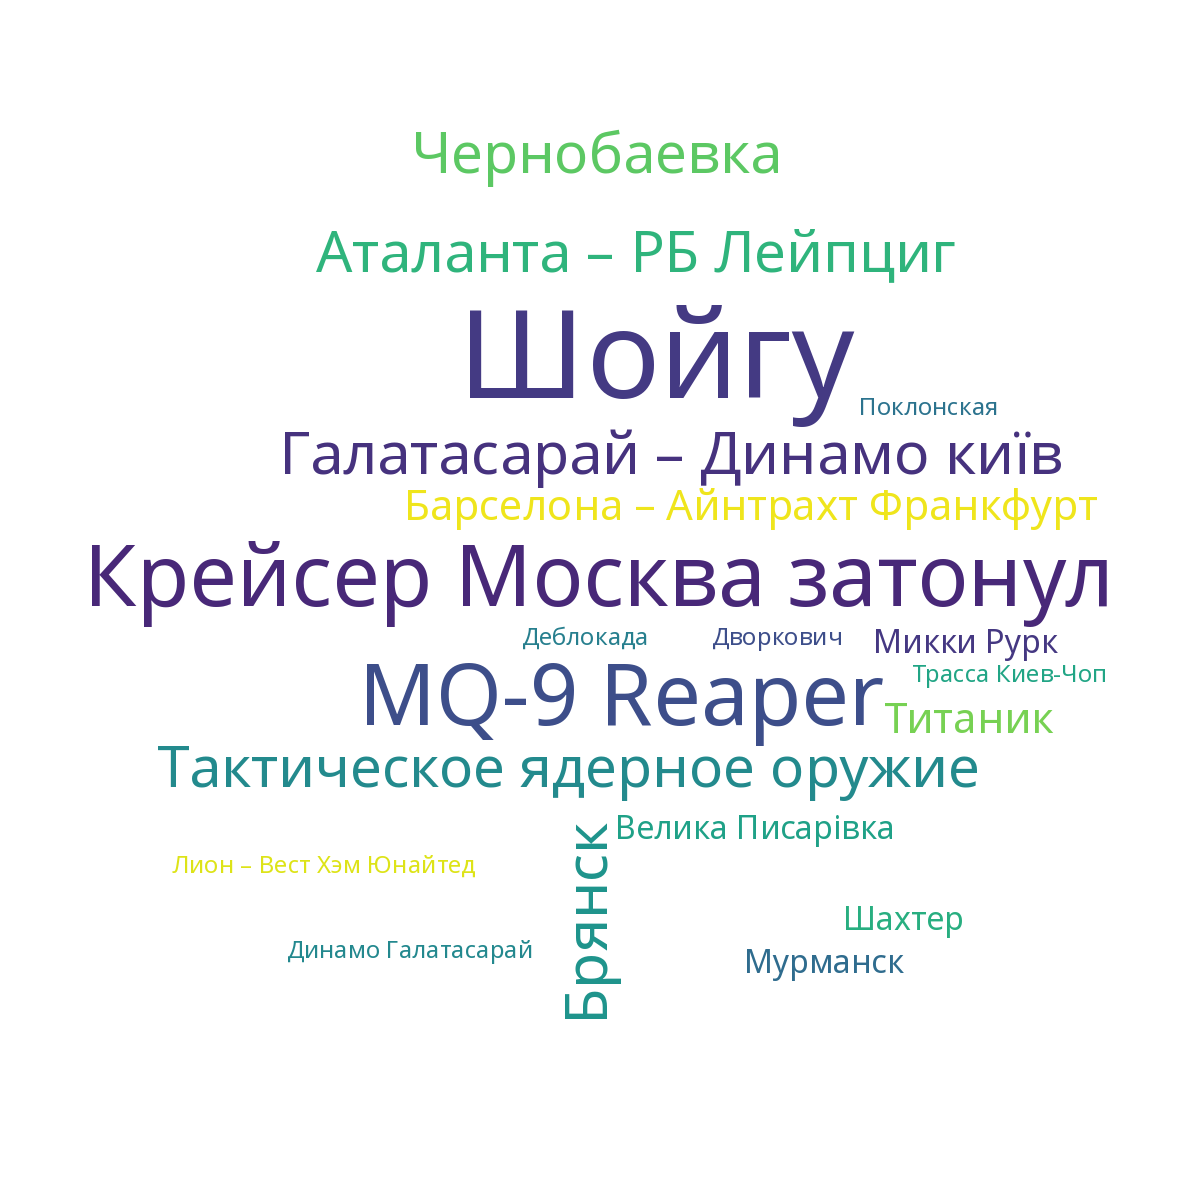 Чернобаевка
Аталанта – РБ Лейпциг
Шойгу
Поклонская
Галатасарай – Динамо київ
Барселона – Айнтрахт Франкфурт
Крейсер Москва затонул
Деблокада
Дворкович
Микки Рурк
MQ-9 Reaper
Трасса Киев-Чоп
Титаник
Тактическое ядерное оружие
Велика Писарівка
Брянск
Лион – Вест Хэм Юнайтед
Шахтер
Динамо Галатасарай
Мурманск